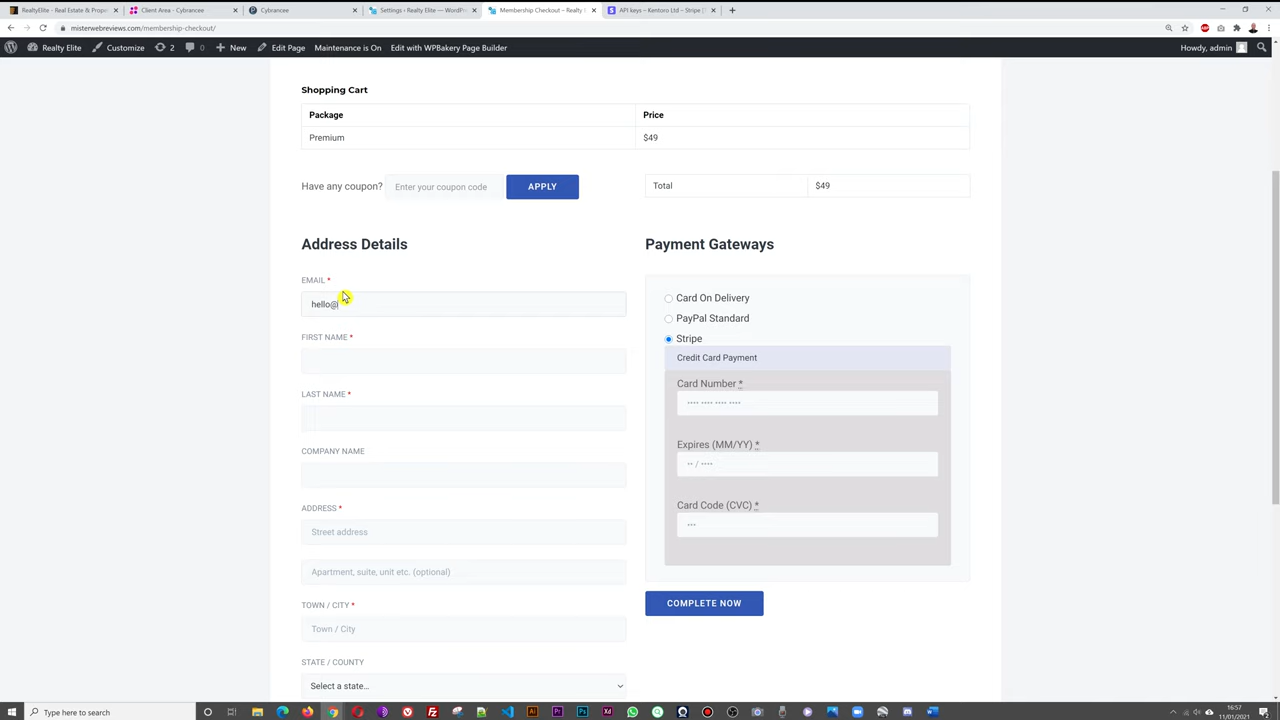 RealtyElite - Real Estate & Prope
Client Area - Cybrancee
Cybrancee
Settings ‹ Realty Elite — WordPr
Membership Checkout – Realty
API keys – Kentoro Ltd – Stripe [
misterwebreviews.com/membership-checkout/
Realty Elite
Customize
2
0
New
Edit Page
Maintenance is On
Edit with WPBakery Page Builder
Howdy, admin
Shopping Cart
Package Price
Premium $49
Have any coupon? Enter your coupon code APPLY Total $49
Address Details
EMAIL *
hello@
FIRST NAME *
LAST NAME *
COMPANY NAME
ADDRESS *
Street address
Apartment, suite, unit etc. (optional)
TOWN / CITY *
Town / City
STATE / COUNTY
Select a state...
Payment Gateways
Card On Delivery
PayPal Standard
Stripe
Credit Card Payment
Card Number *
•••• •••• •••• ••••
Expires (MM/YY) *
•• / ••••
Card Code (CVC) *
•••
COMPLETE NOW
Type here to search
16:57
11/01/2021